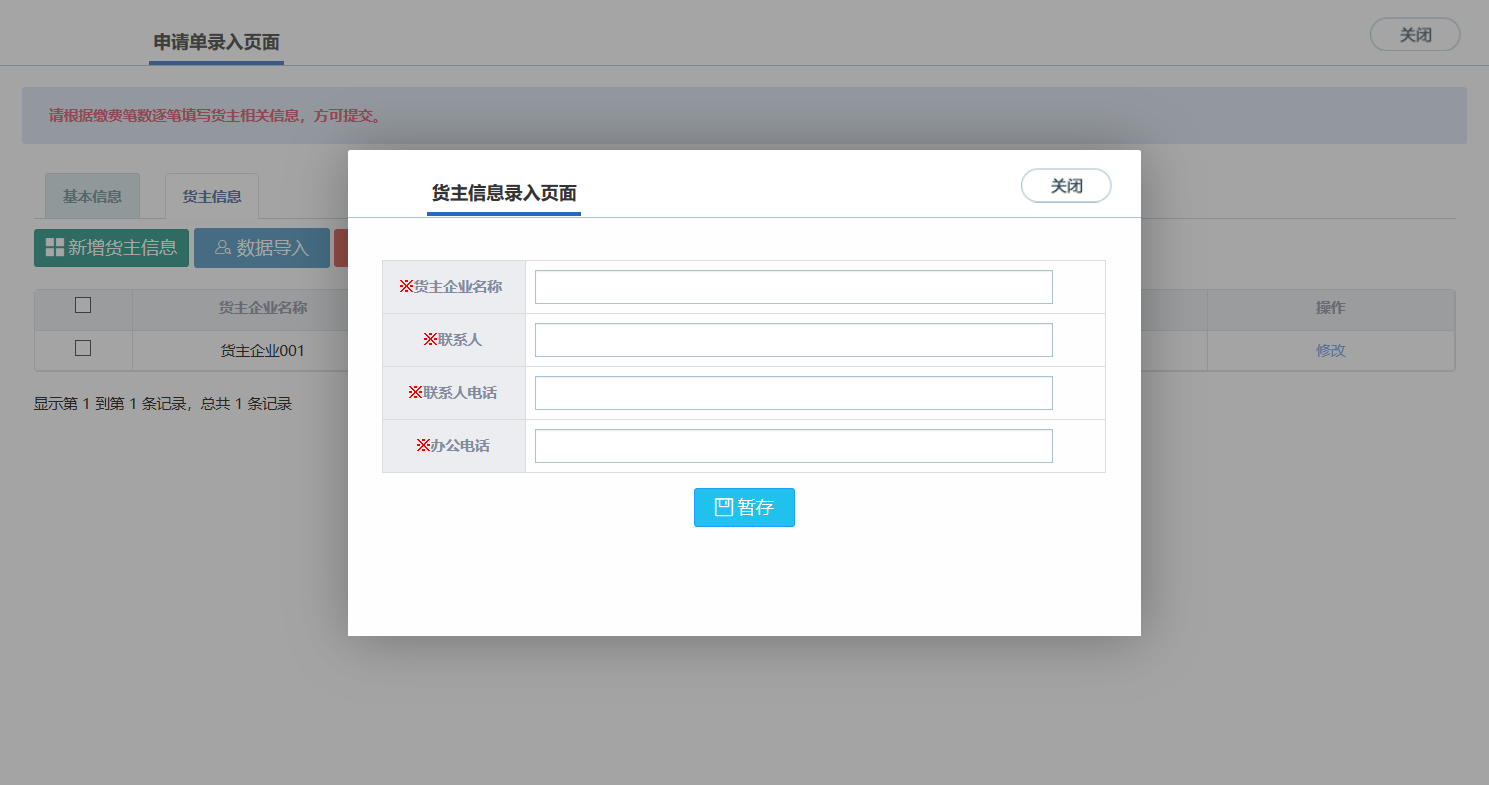 申请单录入页面
关闭
请根据缴费笔数逐笔填写货主相关信息，方可提交。
基本信息
货主信息
新增货主信息
数据导入
货主企业名称
操作
货主企业001
修改
显示第 1 到第 1 条记录，总共 1 条记录
货主信息录入页面
关闭
※货主企业名称
※联系人
※联系人电话
※办公电话
暂存